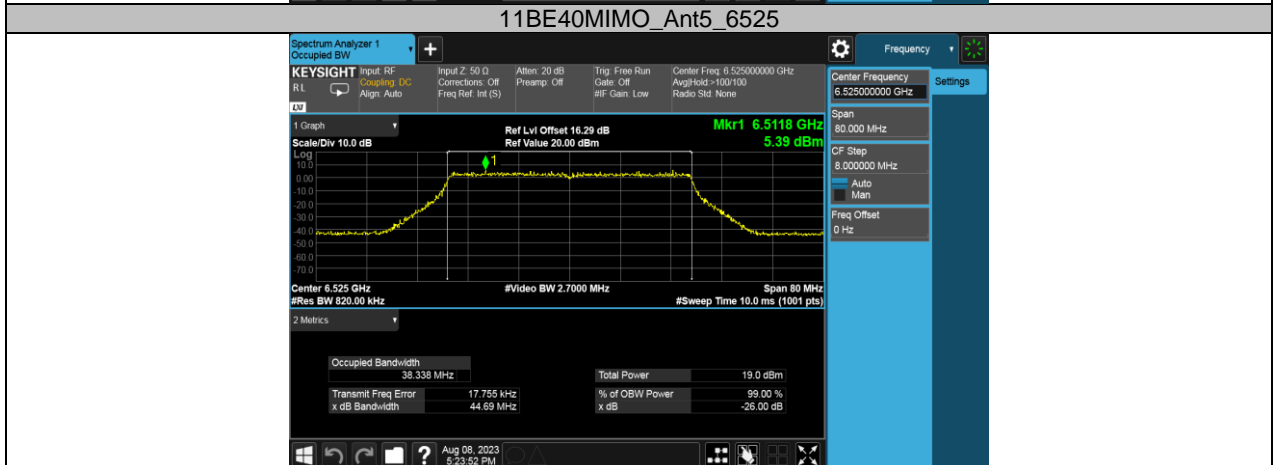 11BE40MIMO_Ant5_6525
Spectrum Analyzer 1
Occupied BW
+
Frequency
KEYSIGHT
R L
LXI
Input: RF
Coupling: DC
Align: Auto
Input Z: 50 Ω
Corrections: Off
Freq Ref: Int (S)
Atten: 20 dB
Preamp: Off
Trig: Free Run
Gate: Off
#IF Gain: Low
Center Freq: 6.525000000 GHz
Avg|Hold:>100/100
Radio Std: None
Center Frequency
6.525000000 GHz
Settings
Span
80.000 MHz
CF Step
8.000000 MHz
Auto
Man
Freq Offset
0 Hz
1 Graph
Scale/Div 10.0 dB
Ref Lvl Offset 16.29 dB
Ref Value 20.00 dBm
Mkr1 6.5118 GHz
5.39 dBm
Log
10.0
0.00
-10.0
-20.0
-30.0
-40.0
-50.0
-60.0
-70.0
1
Center 6.525 GHz
#Res BW 820.00 kHz
#Video BW 2.7000 MHz
Span 80 MHz
#Sweep Time 10.0 ms (1001 pts)
2 Metrics
Occupied Bandwidth
38.338 MHz
Total Power 19.0 dBm
Transmit Freq Error 17.755 kHz
% of OBW Power 99.00 %
x dB Bandwidth 44.69 MHz
x dB -26.00 dB
?
Aug 08, 2023
5:23:52 PM